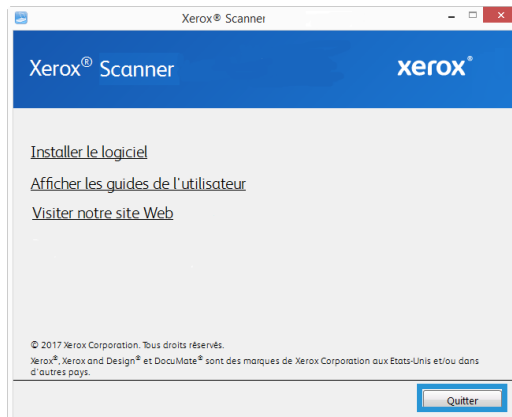 Xerox® Scanner
Xerox® Scanner
xerox®
Installer le logiciel
Afficher les guides de l'utilisateur
Visiter notre site Web
© 2017 Xerox Corporation. Tous droits réservés.
Xerox®, Xerox and Design® et DocuMate® sont des marques de Xerox Corporation aux Etats-Unis et/ou dans
d'autres pays.
Quitter